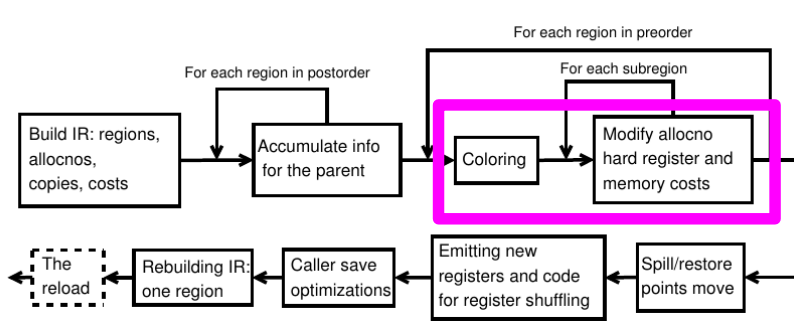 For each region in preorder
For each region in postorder
For each subregion
Build IR: regions,
allocnos,
copies, costs
Accumulate info
for the parent
Coloring
Modify allocno
hard register and
memory costs
The
reload
Rebuilding IR:
one region
Caller save
optimizations
Emitting new
registers and code
for register shuffling
Spill/restore
points move